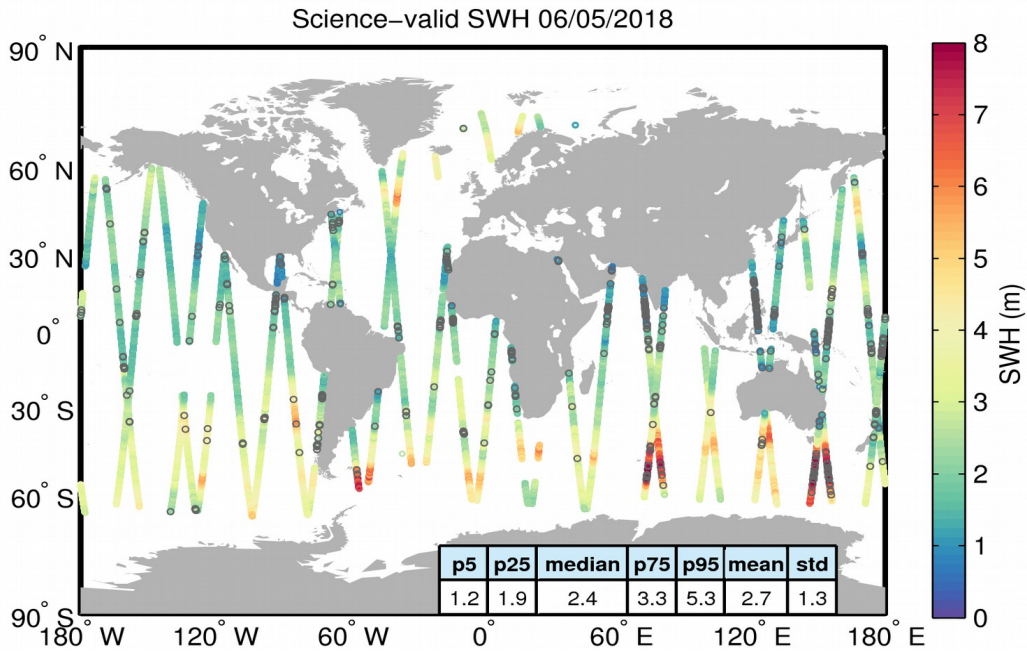 Science−valid SWH 06/05/2018
90° N
60° N
30° N
0°
30° S
60° S
90° S
180° W
120° W
60° W
0°
60° E
120° E
180° E
p5 p25 median p75 p95 mean std
1.2 1.9 2.4 3.3 5.3 2.7 1.3
8
7
6
5
4
3
2
1
0
SWH (m)